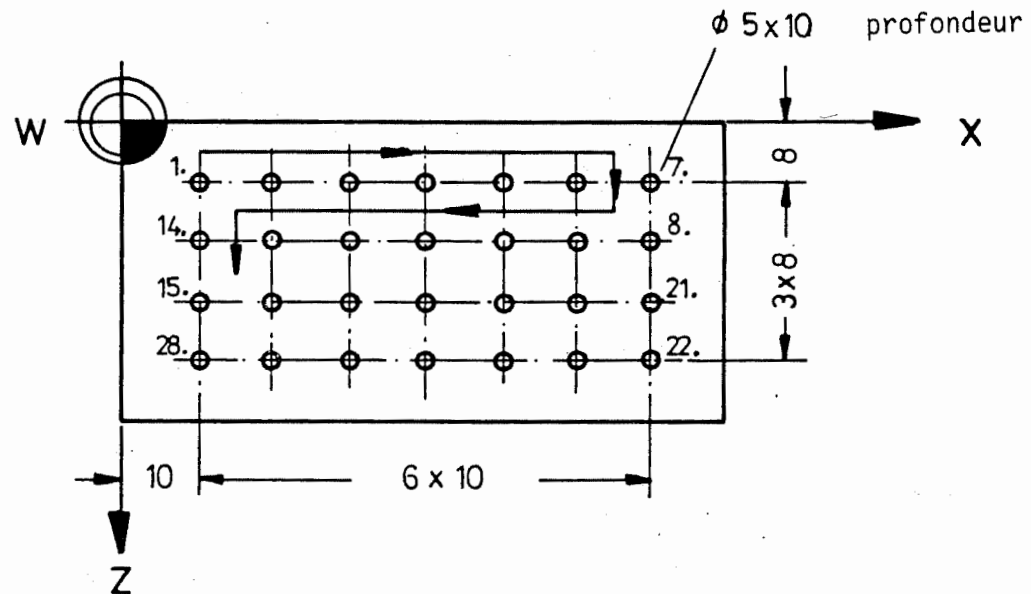 ϕ 5x10 profondeur
W
X
8
1.
7.
14.
8.
3x8
15.
21.
28.
22.
10
6 x 10
Z